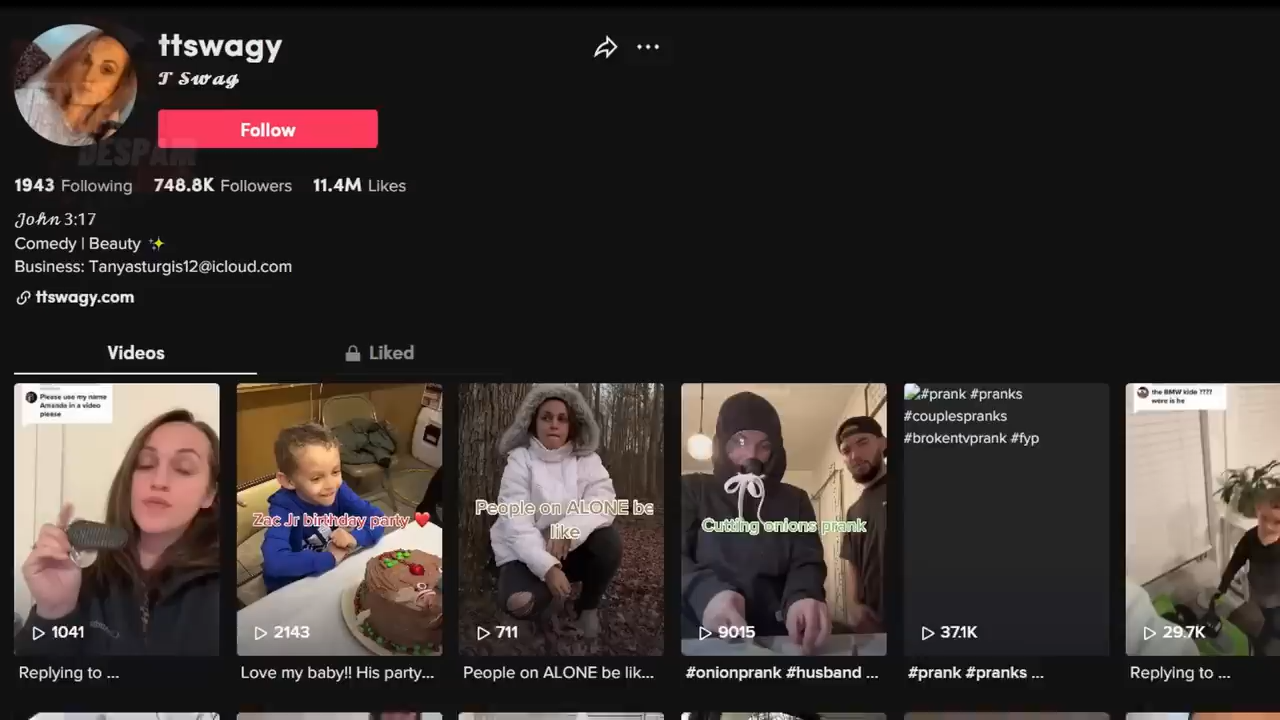 ttswagy
T Swag
Follow
DESPAM
1943 Following 748.8K Followers 11.4M Likes
John 3:17
Comedy | Beauty ✨
Business: Tanyasturgis12@icloud.com
ttswagy.com
Videos
Liked
Please use my name
Amanda in a video
please
1041
Replying to ...
Zac Jr birthday party ❤️
2143
Love my baby!! His party...
People on ALONE be
like
711
People on ALONE be lik...
Cutting onions prank
9015
#onionprank #husband ...
#prank #pranks
#couplespranks
#brokentvprank #fyp
37.1K
#prank #pranks ...
the BMW kide ????
were is he
29.7K
Replying to ...